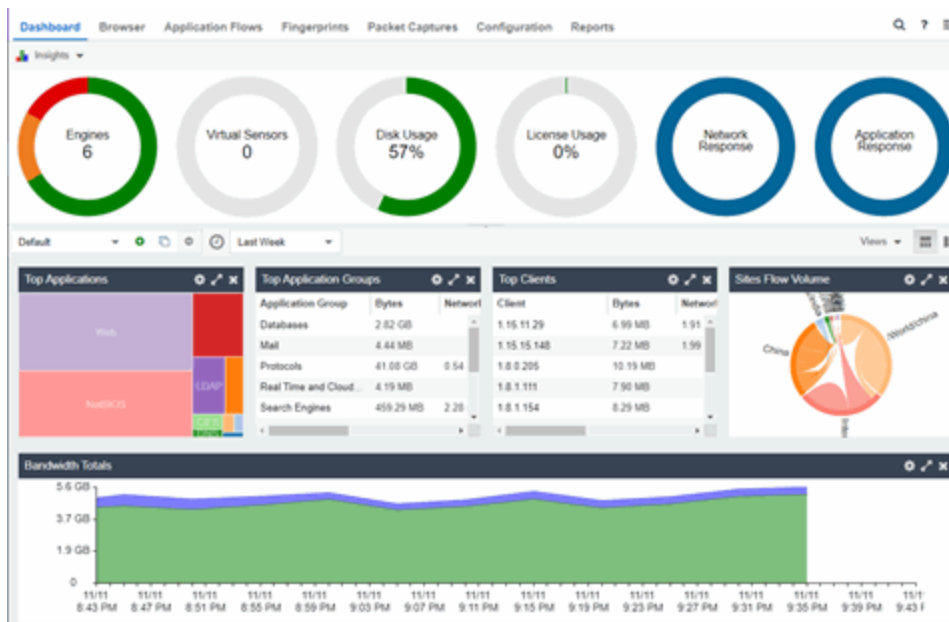 Dashboard Browser Application Flows Fingerprints Packet Captures Configuration Reports ?
Insights
Engines
6
Virtual Sensors
0
Disk Usage
57%
License Usage
0%
Network
Response
Application
Response
Default Last Week Views
Top Applications
Web
NetBIOS
LDAP
Top Application Groups
Application Group Bytes Network
Databases 2.82 GB
Mail 4.44 MB
Protocols 41.08 GB 0.54
Real Time and Cloud... 4.19 MB
Search Engines 459.29 MB 2.28
Top Clients
Client Bytes Network
1.15.11.29 6.99 MB 1.91
1.15.15.148 7.22 MB 1.99
1.8.0.205 10.19 MB
1.8.1.111 7.90 MB
1.8.1.154 8.29 MB
Sites Flow Volume
China
World/china
Inter
Bandwidth Totals
5.6 GB
3.7 GB
1.9 GB
0
11/11 11/11 11/11 11/11 11/11 11/11 11/11 11/11 11/11 11/11 11/11 11/11 11/11 11/11 11/1
8:43 PM 8:47 PM 8:51 PM 8:55 PM 8:59 PM 9:03 PM 9:07 PM 9:11 PM 9:15 PM 9:19 PM 9:23 PM 9:27 PM 9:31 PM 9:35 PM 9:39 PM 9:43 F